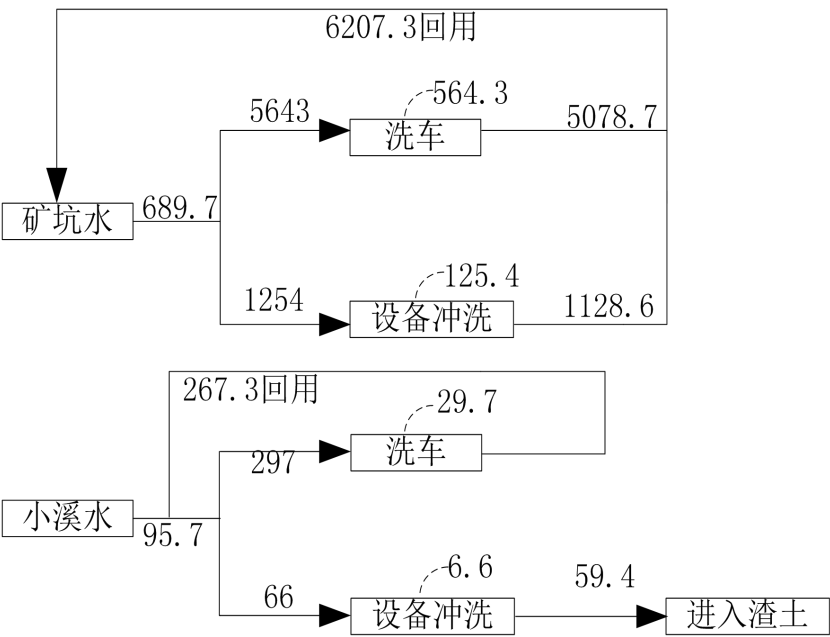 6207.3回用
564.3
5643
洗车
5078.7
矿坑水
689.7
125.4
1254
设备冲洗
1128.6
267.3回用
29.7
297
洗车
小溪水
95.7
6.6
66
设备冲洗
59.4
进入渣土